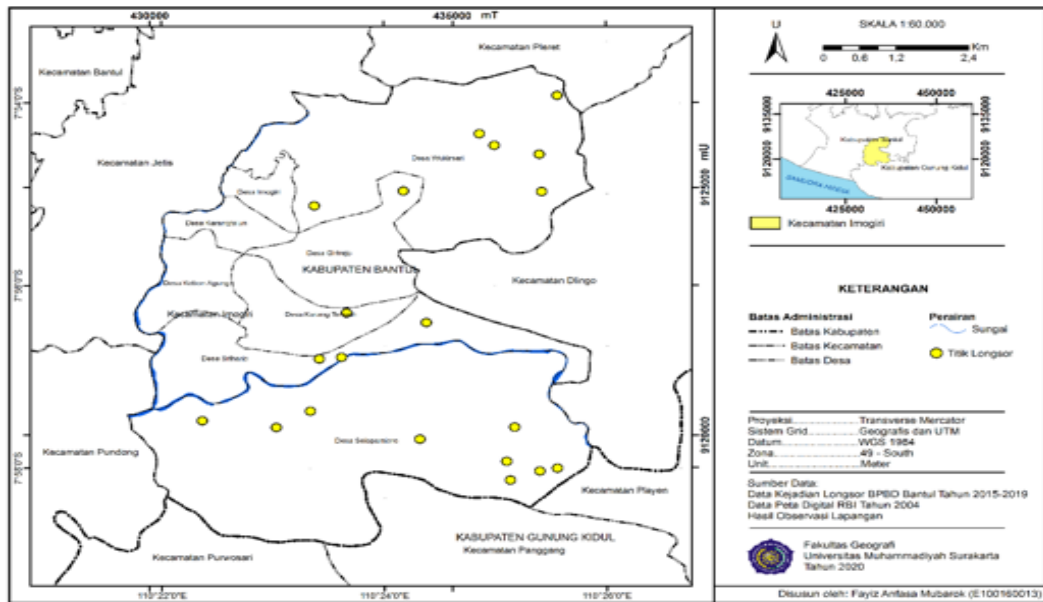 430000
435000 mT
Kecamatan Pleret
Kecamatan Bantul
7°54'0"S
Kecamatan Jetis
Desa Wukirsari
9125000 mU
Desa Imogiri
Desa Karangtalun
Desa Girirejo
KABUPATEN BANTUL
Kecamatan Dlingo
Desa Kebon Agung
7°56'0"S
Kecamatan Imogiri
Desa Karang Tengah
Desa Sriharjo
Desa Selopamioro
9120000
Kecamatan Pundong
Kecamatan Playen
KABUPATEN GUNUNG KIDUL
Kecamatan Panggang
Kecamatan Purwosari
110°22'0"E
110°24'0"E
110°26'0"E
U
SKALA 1:60.000
Km
0 0,6 1,2 2,4
425000 450000
9135000 9135000
Kabupaten Bantul
9120000 9120000
Kabupaten Gunung Kidul
425000 450000
Kecamatan Imogiri
KETERANGAN
Batas Administrasi
Batas Kabupaten
Batas Kecamatan
Batas Desa
Perairan
Sungai
Titik Longsor
Proyeksi..................Transverse Mercator
Sistem Grid............Geografis dan UTM
Datum....................WGS 1984
Zona......................49 - South
Unit........................Meter
Sumber Data:
Data Kejadian Longsor BPBD Bantul Tahun 2015-2019
Data Peta Digital RBI Tahun 2004
Hasil Observasi Lapangan
Fakultas Geografi
Universitas Muhammadiyah Surakarta
Tahun 2020
Disusun oleh: Fayiz Anfasa Mubarok (E100160013)